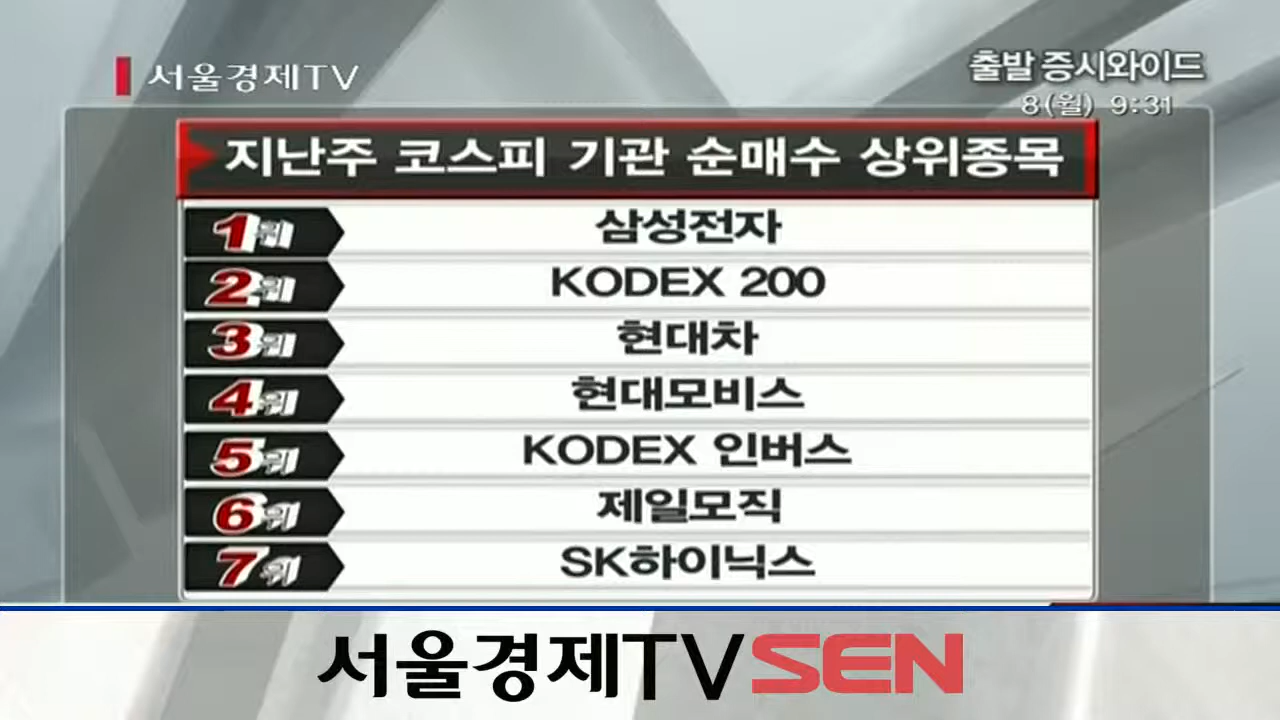 서울경제TV
출발 증시와이드
8(월) 9:31
지난주 코스피 기관 순매수 상위종목
1위 삼성전자
2위 KODEX 200
3위 현대차
4위 현대모비스
5위 KODEX 인버스
6위 제일모직
7위 SK하이닉스
서울경제TV SEN